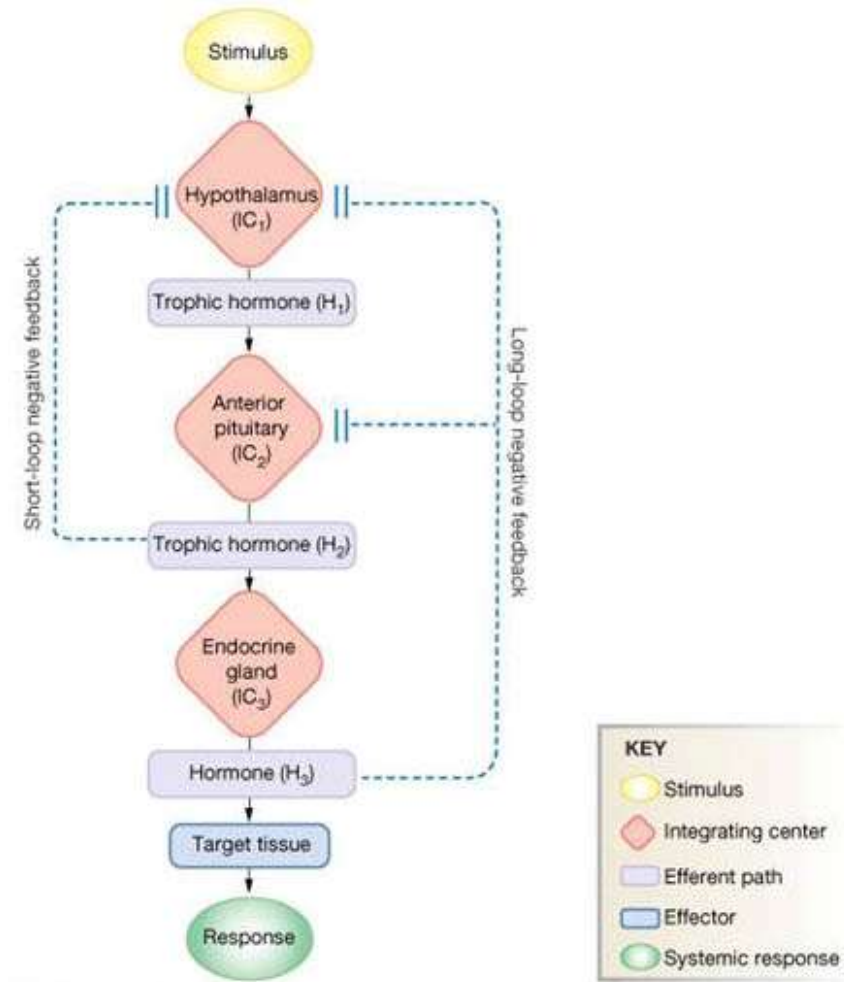 Stimulus
Hypothalamus
(IC₁)
Trophic hormone (H₁)
Anterior
pituitary
(IC₂)
Trophic hormone (H₂)
Endocrine
gland
(IC₃)
Hormone (H₃)
Target tissue
Response
Short-loop negative feedback
Long-loop negative feedback
KEY
Stimulus
Integrating center
Efferent path
Effector
Systemic response